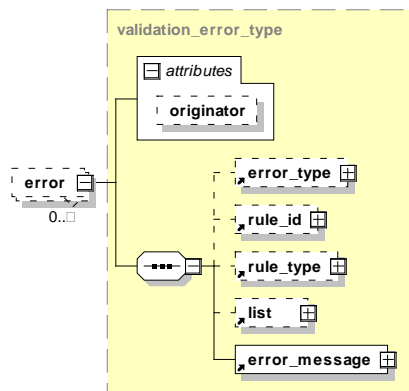 validation_error_type
attributes
originator
error
0..□
error_type
rule_id
rule_type
list
error_message